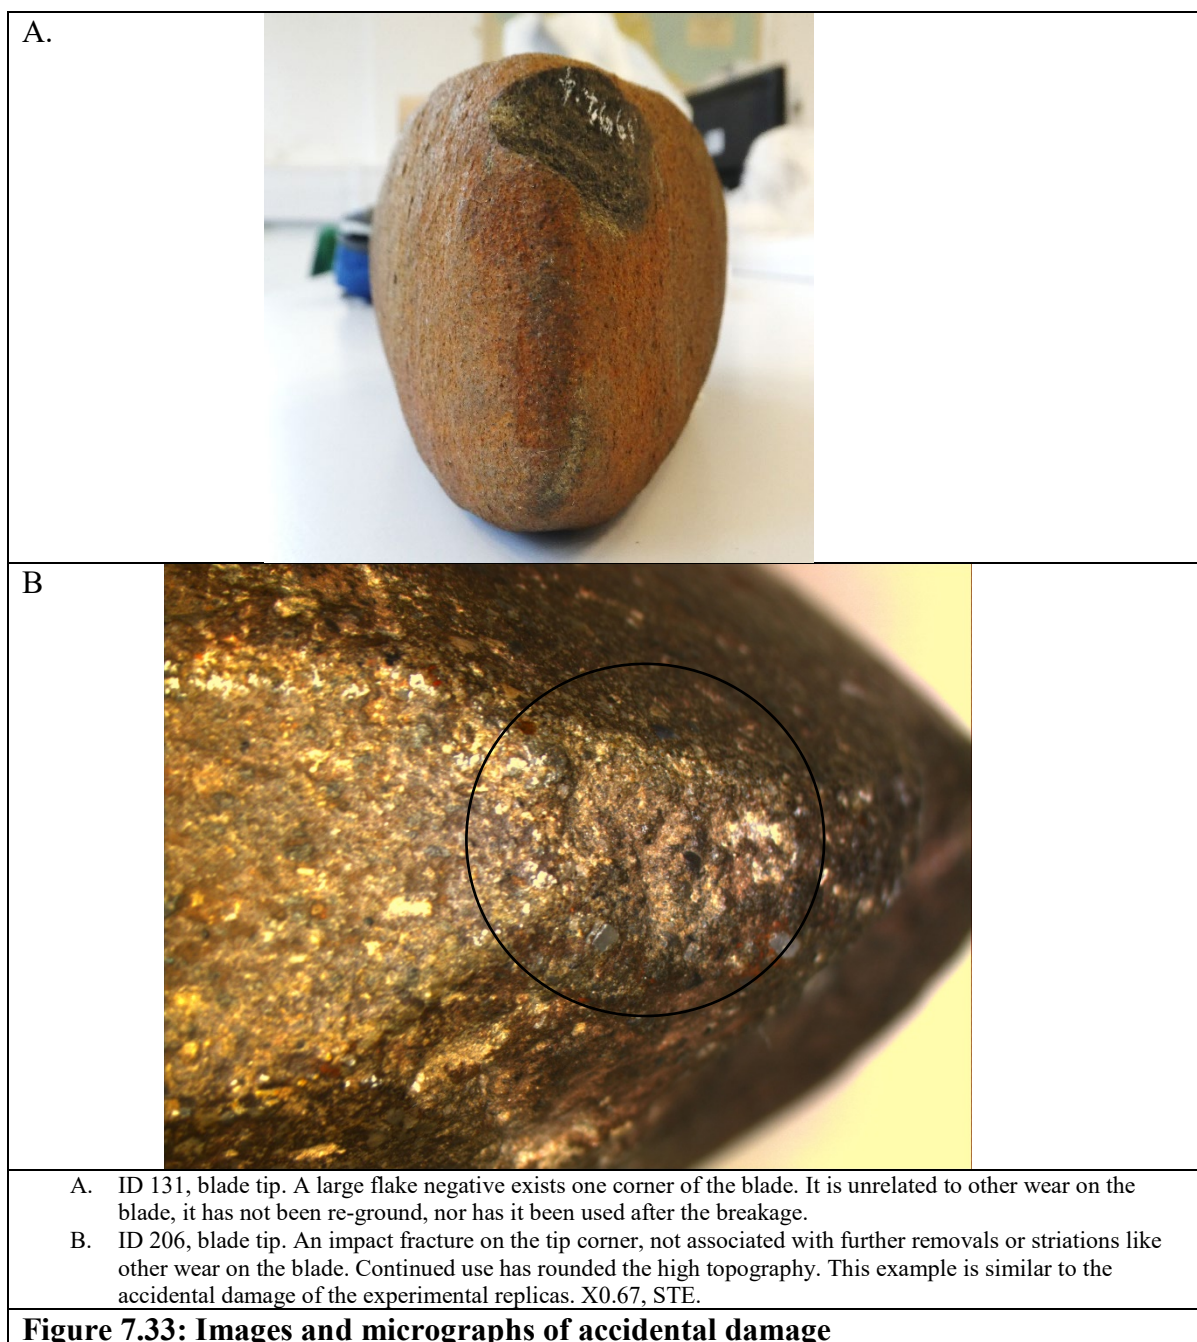 A.
B
A. ID 131, blade tip. A large flake negative exists one corner of the blade. It is unrelated to other wear on the
blade, it has not been re-ground, nor has it been used after the breakage.
B. ID 206, blade tip. An impact fracture on the tip corner, not associated with further removals or striations like
other wear on the blade. Continued use has rounded the high topography. This example is similar to the
accidental damage of the experimental replicas. X0.67, STE.
Figure 7.33: Images and micrographs of accidental damage